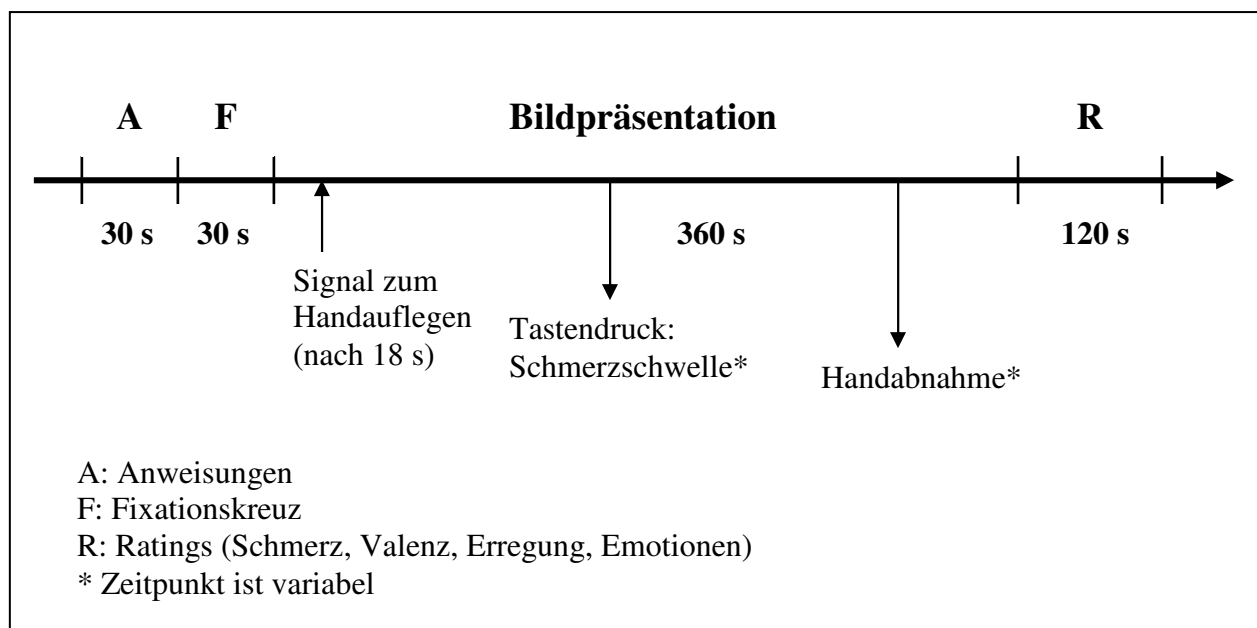 A F Bildpräsentation R
30 s 30 s 360 s 120 s
Signal zum
Handauflegen
(nach 18 s)
Tastendruck:
Schmerzschwelle*
Handabnahme*
A: Anweisungen
F: Fixationskreuz
R: Ratings (Schmerz, Valenz, Erregung, Emotionen)
* Zeitpunkt ist variabel